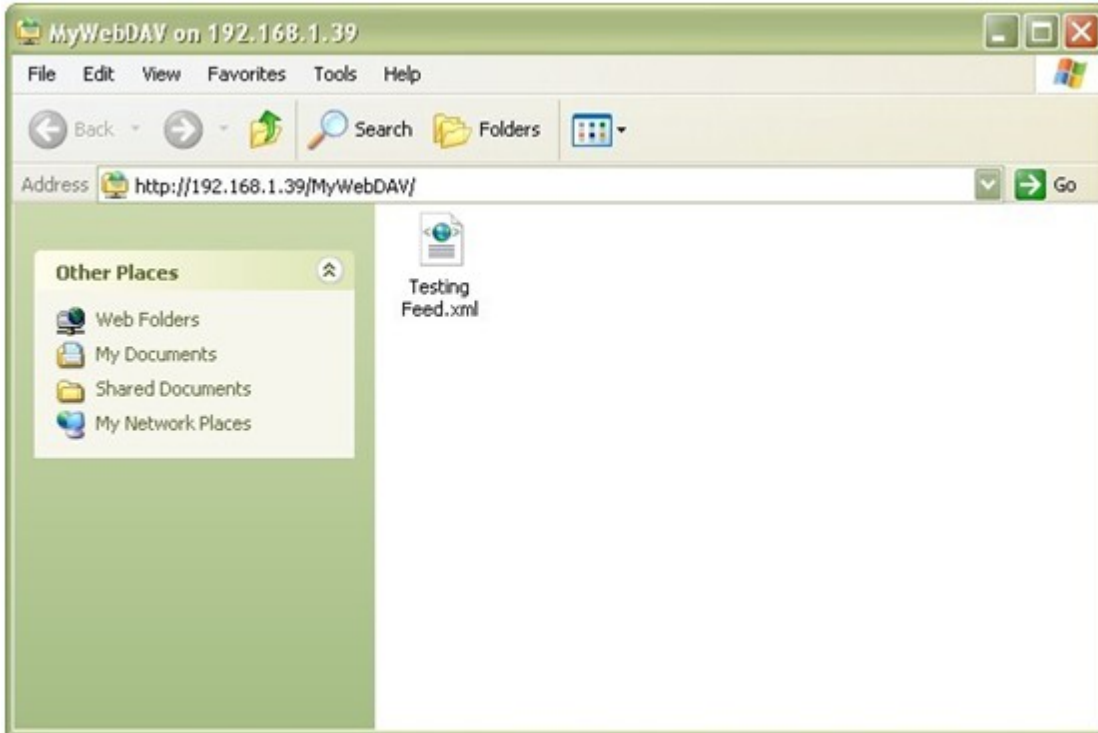 MyWebDAV on 192.168.1.39
File Edit View Favorites Tools Help
Back Search Folders
Address http://192.168.1.39/MyWebDAV/ Go
Other Places
Web Folders
My Documents
Shared Documents
My Network Places
Testing
Feed.xml